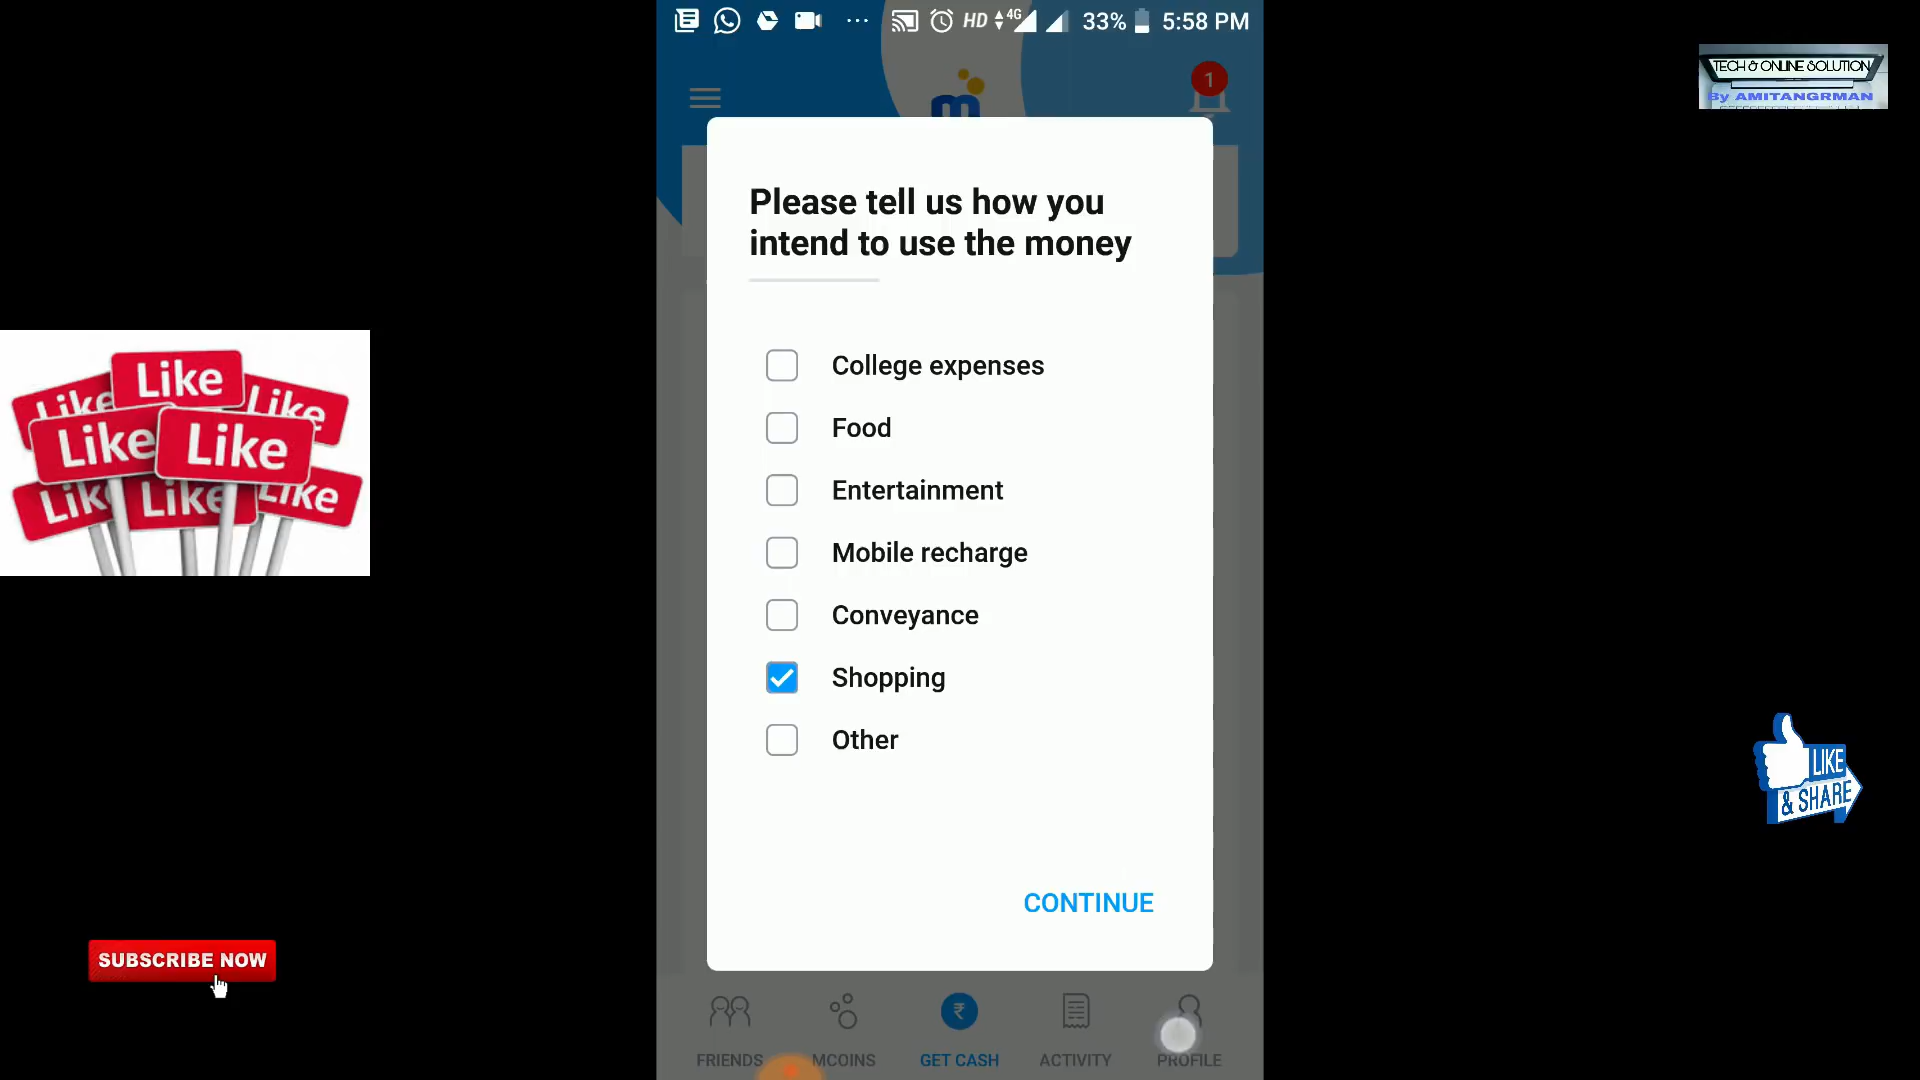 HD 4G 33% 5:58 PM
TECH & ONLINE SOLUTION
By AMITANGRMAN
1
m
Please tell us how you
intend to use the money
College expenses
Food
Entertainment
Mobile recharge
Conveyance
Shopping
Other
CONTINUE
Like
Like Like
Like Like
Like Like Like
LIKE
& SHARE
SUBSCRIBE NOW
₹
FRIENDS MCOINS GET CASH ACTIVITY PROFILE